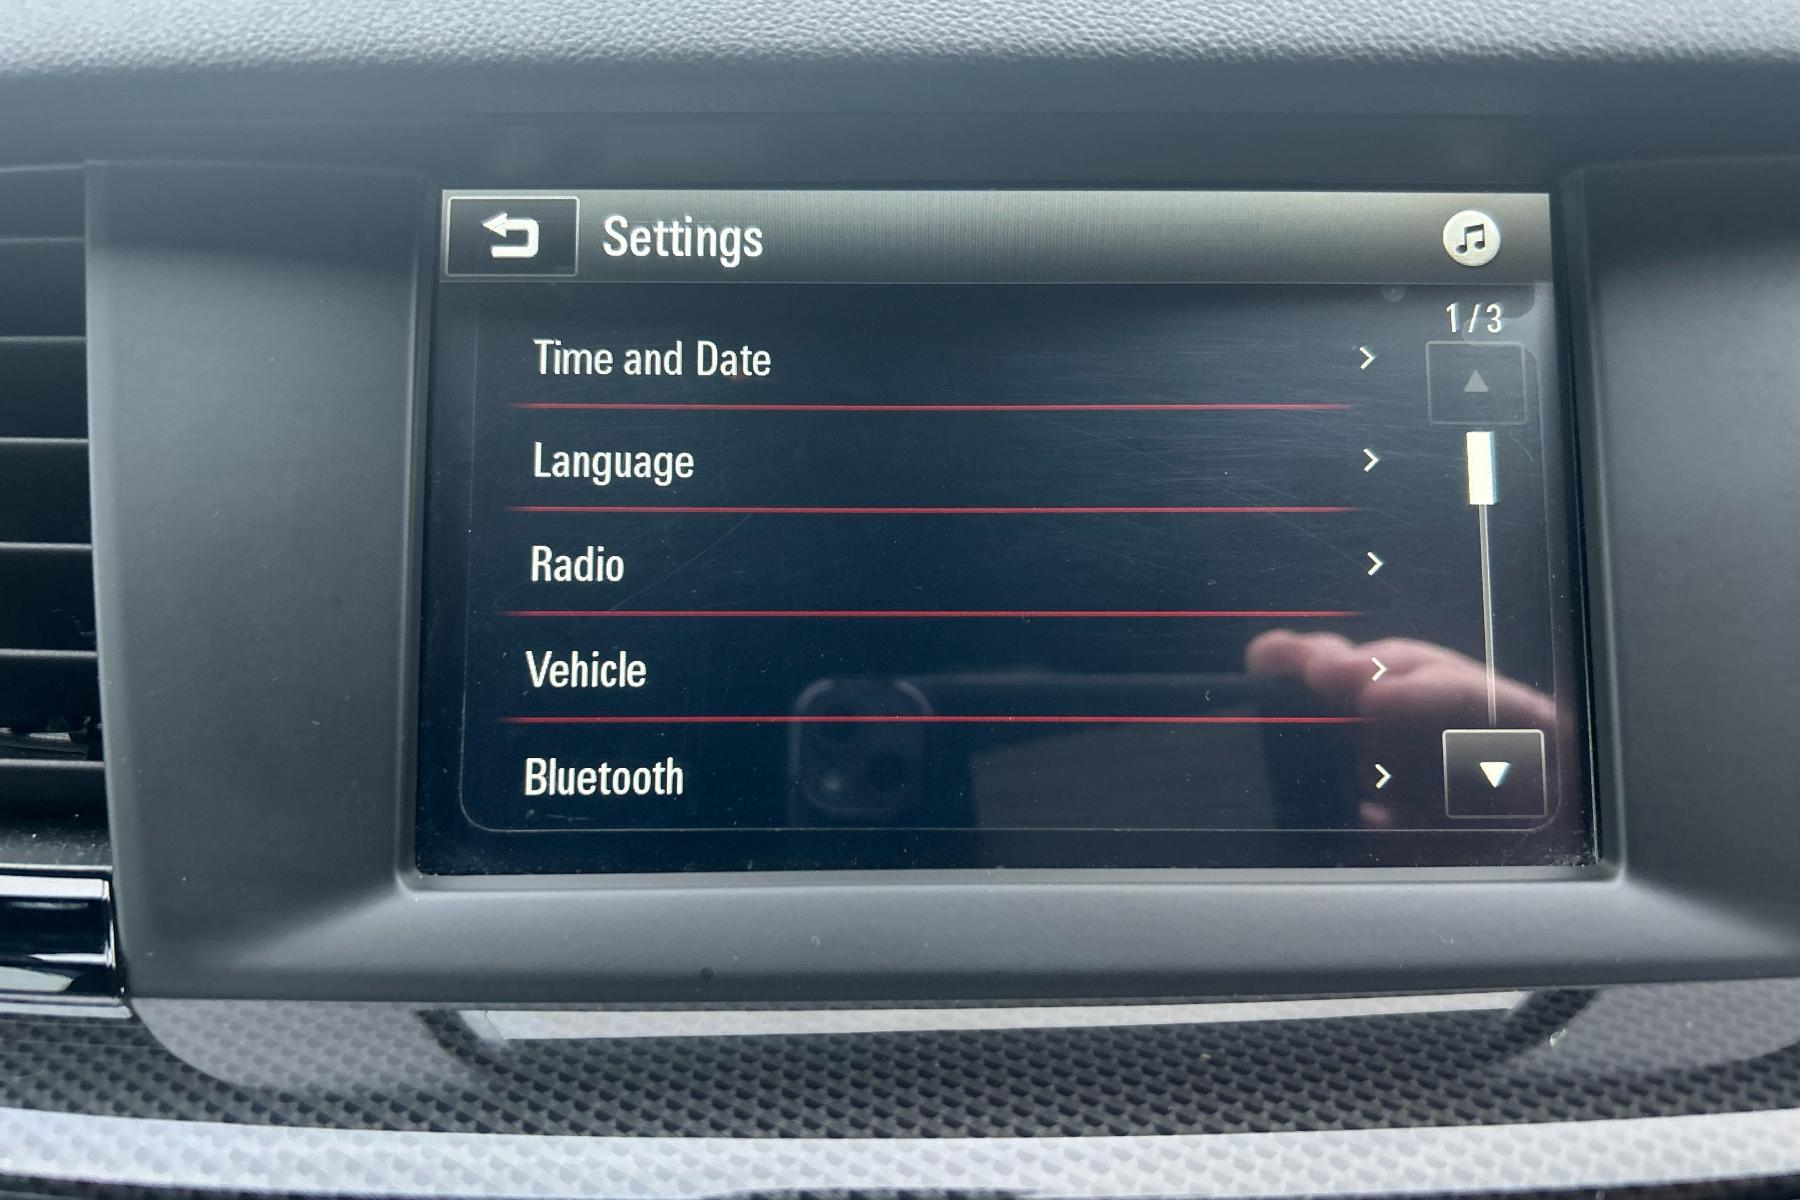 Settings
1/3
Time and Date
Language
Radio
Vehicle
Bluetooth